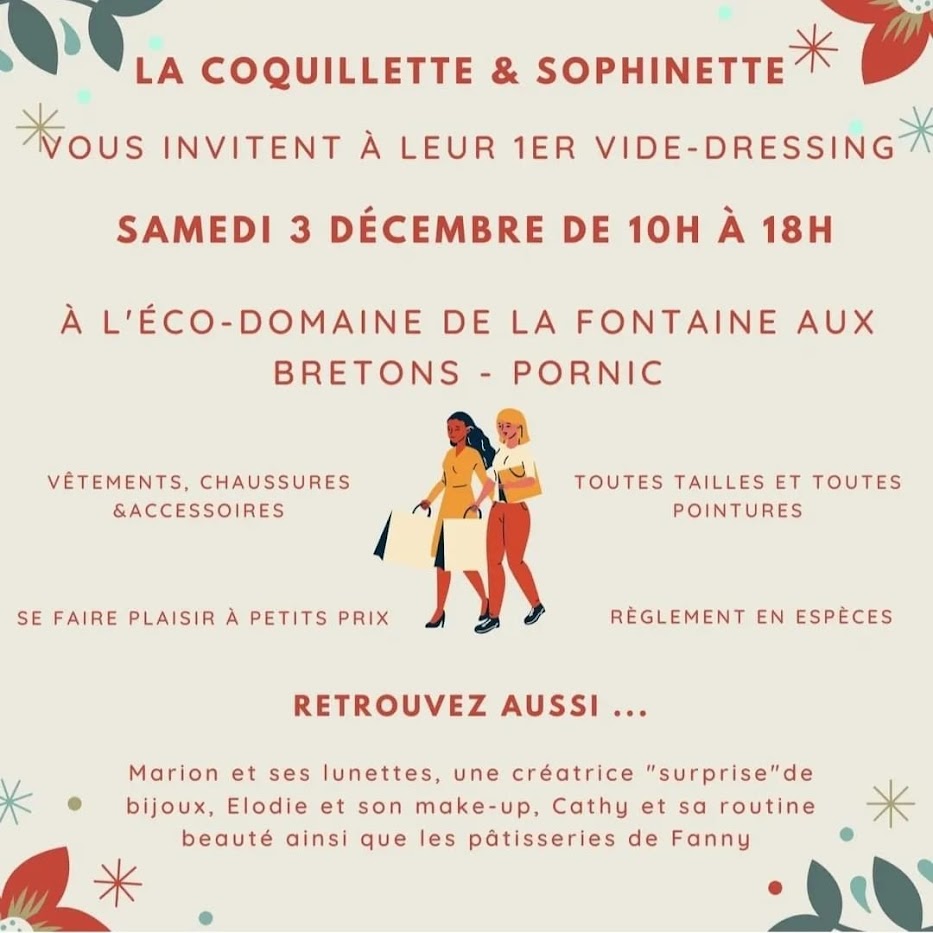 LA COQUILLETTE & SOPHINETTE
VOUS INVITENT À LEUR 1ER VIDE-DRESSING
SAMEDI 3 DÉCEMBRE DE 10H À 18H
À L'ÉCO-DOMAINE DE LA FONTAINE AUX
BRETONS - PORNIC
VÊTEMENTS, CHAUSSURES
&ACCESSOIRES
TOUTES TAILLES ET TOUTES
POINTURES
SE FAIRE PLAISIR À PETITS PRIX
RÈGLEMENT EN ESPÈCES
RETROUVEZ AUSSI ...
Marion et ses lunettes, une créatrice "surprise"de
bijoux, Elodie et son make-up, Cathy et sa routine
beauté ainsi que les pâtisseries de Fanny